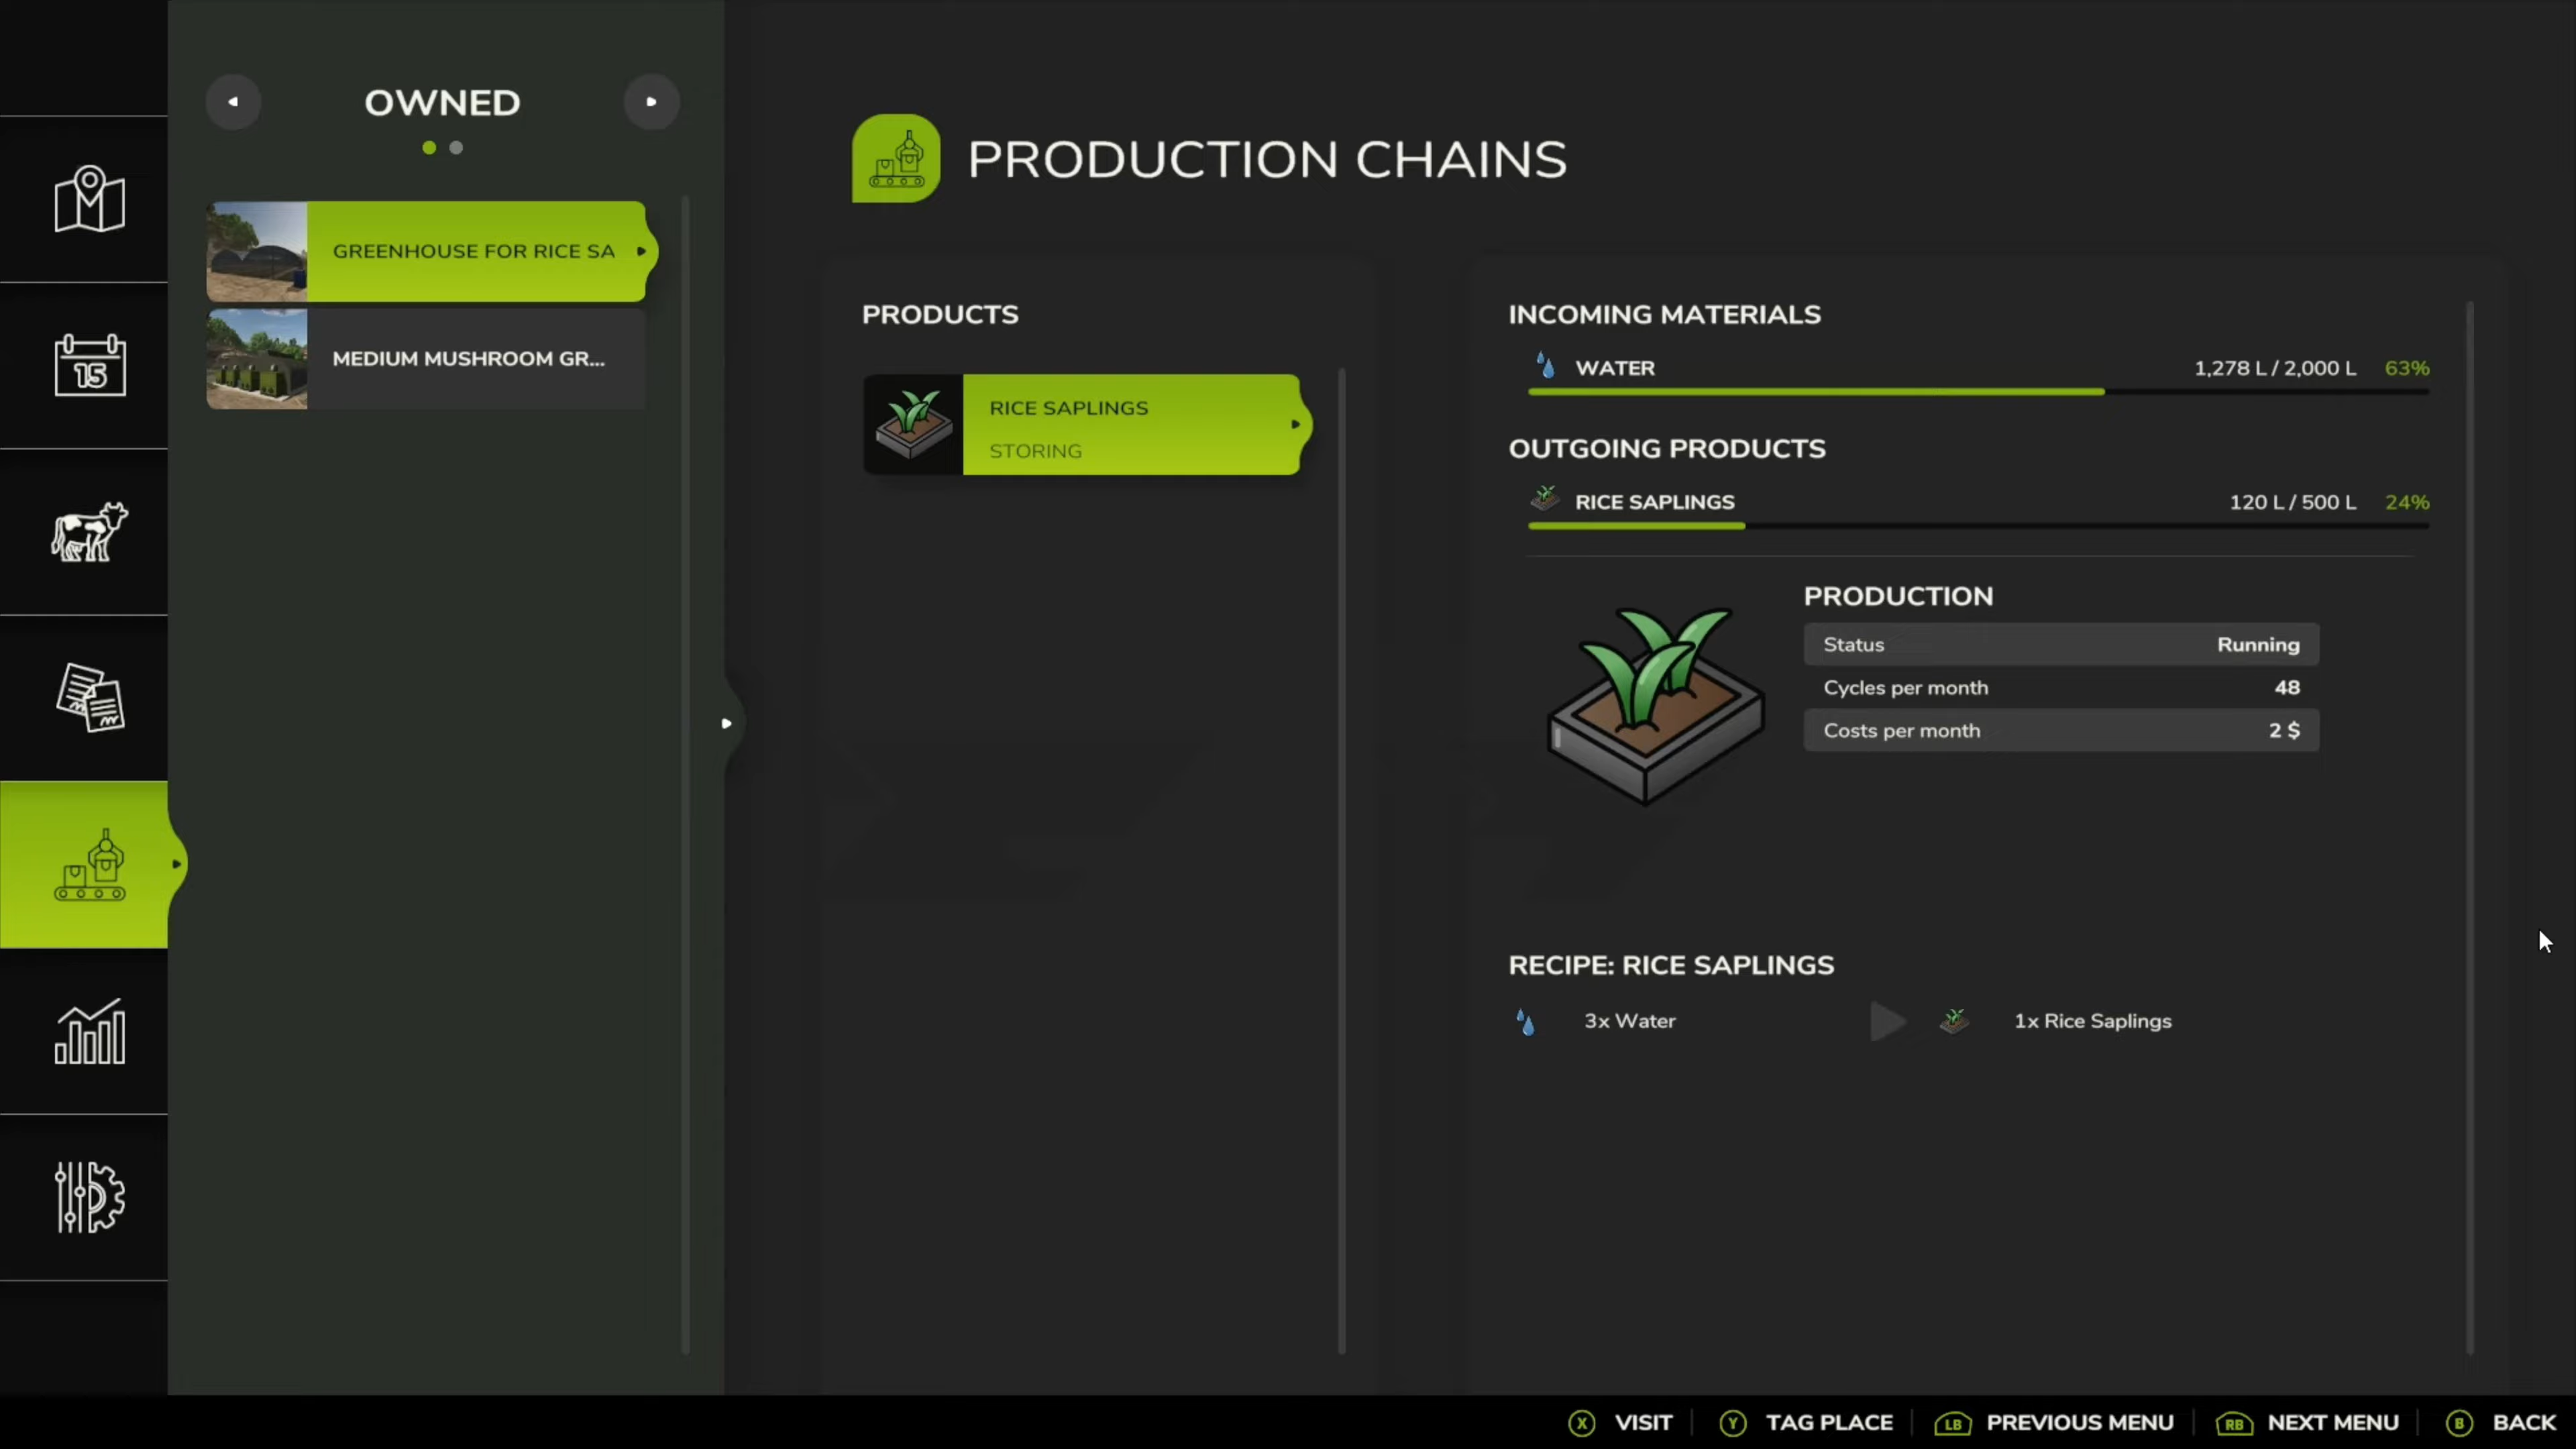 OWNED
GREENHOUSE FOR RICE SA
MEDIUM MUSHROOM GR...
15
PRODUCTION CHAINS
PRODUCTS
RICE SAPLINGS
STORING
INCOMING MATERIALS
WATER 1,278 L / 2,000 L 63%
OUTGOING PRODUCTS
RICE SAPLINGS 120 L / 500 L 24%
PRODUCTION
Status Running
Cycles per month 48
Costs per month 2 $
RECIPE: RICE SAPLINGS
3x Water 1x Rice Saplings
X VISIT Y TAG PLACE LB PREVIOUS MENU RB NEXT MENU B BACK